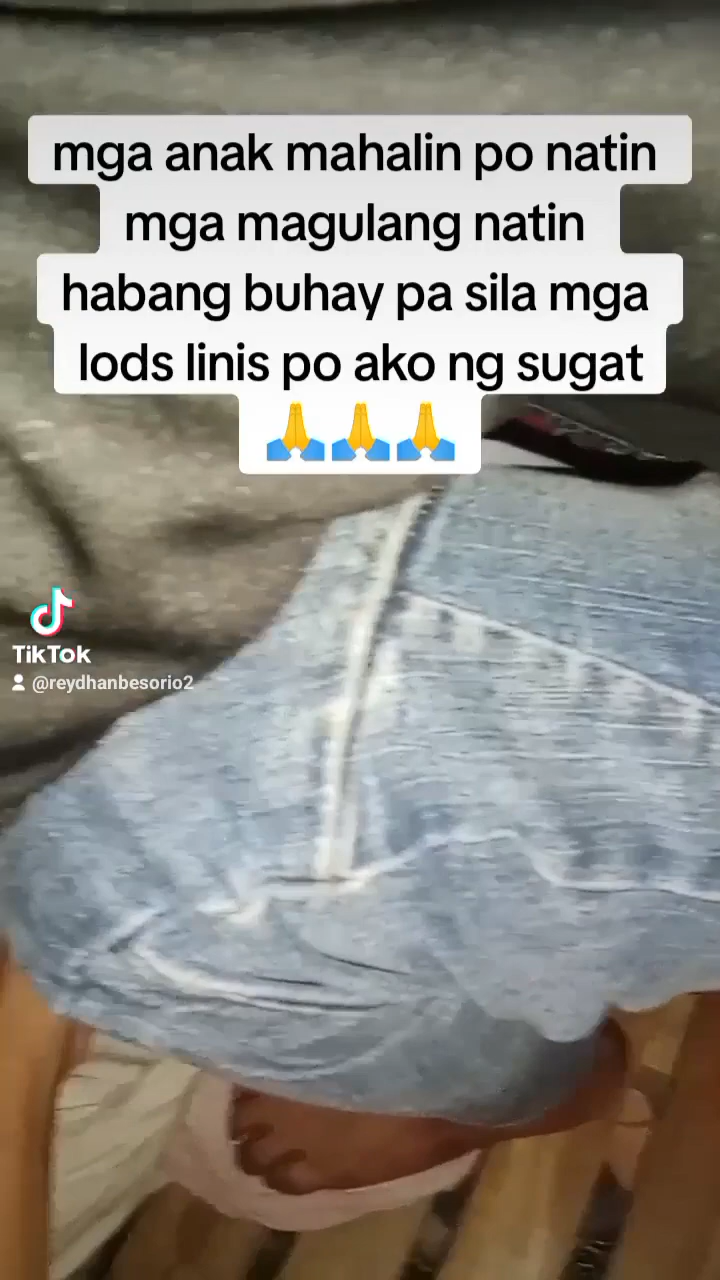 mga anak mahalin po natin
mga magulang natin
habang buhay pa sila mga
lods linis po ako ng sugat
🙏🙏🙏
TikTok
@reydhanbesorio2